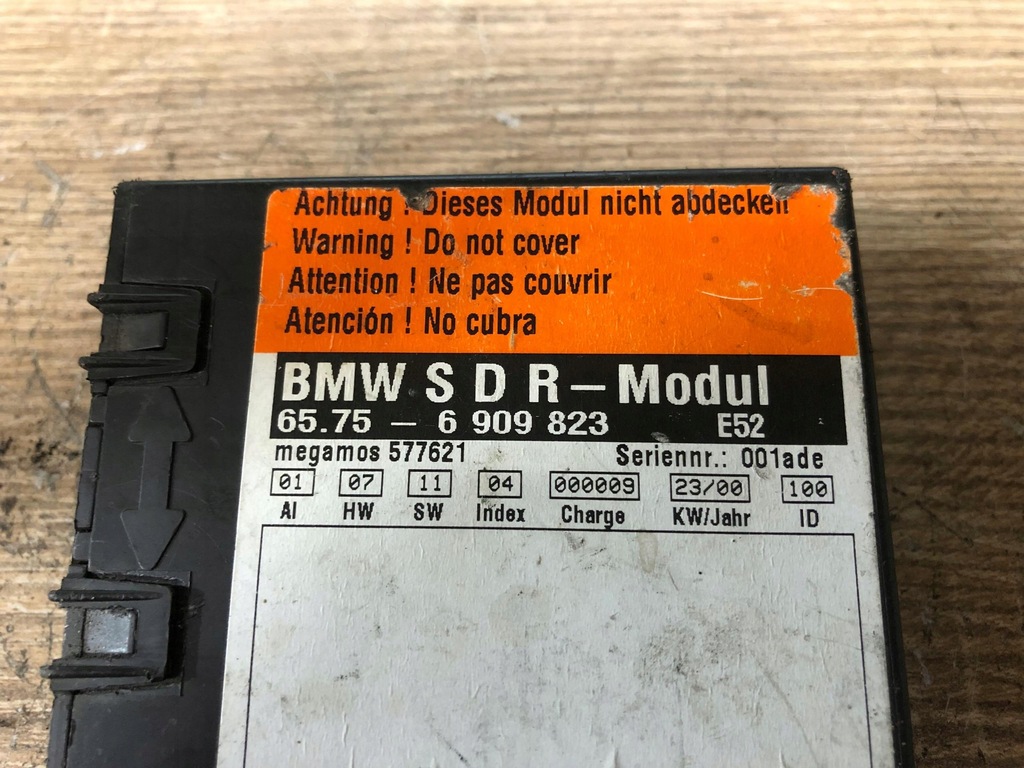 Achtung ! Dieses Modul nicht abdecken
Warning ! Do not cover
Attention ! Ne pas couvrir
Atención ! No cubra
BMW S D R – Modul
65.75 – 6 909 823 E52
megamos 577621 Seriennr.: 001ade
01 07 11 04 000009 23/00 100
AI HW SW Index Charge KW/Jahr ID